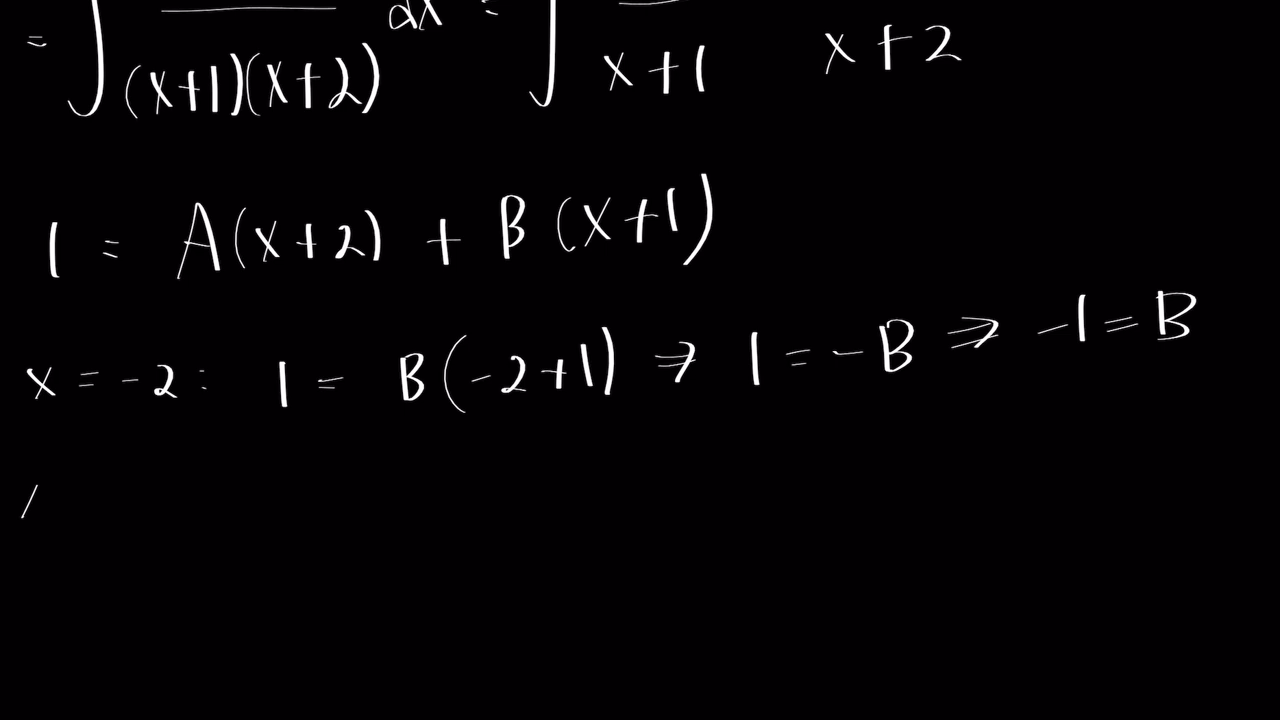 = ∫ (x+1)(x+2) dx = ∫ x+1 x+2
1 = A(x+2) + B(x+1)
x = -2: 1 = B(-2+1) ⇒ 1 = -B ⇒ -1 = B